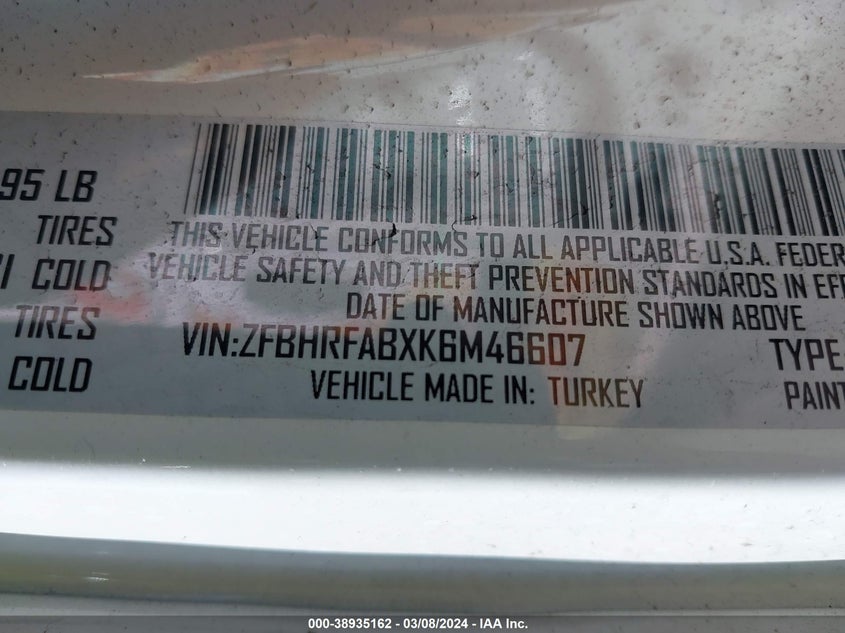 95 LB
TIRES
COLD
TIRES
COLD
THIS VEHICLE CONFORMS TO ALL APPLICABLE U.S.A. FEDER
VEHICLE SAFETY AND THEFT PREVENTION STANDARDS IN EFF
DATE OF MANUFACTURE SHOWN ABOVE
VIN:ZFBHRFABXK6M46607
TYPE
VEHICLE MADE IN: TURKEY
PAINT
000-38935162 - 03/08/2024 - IAA Inc.